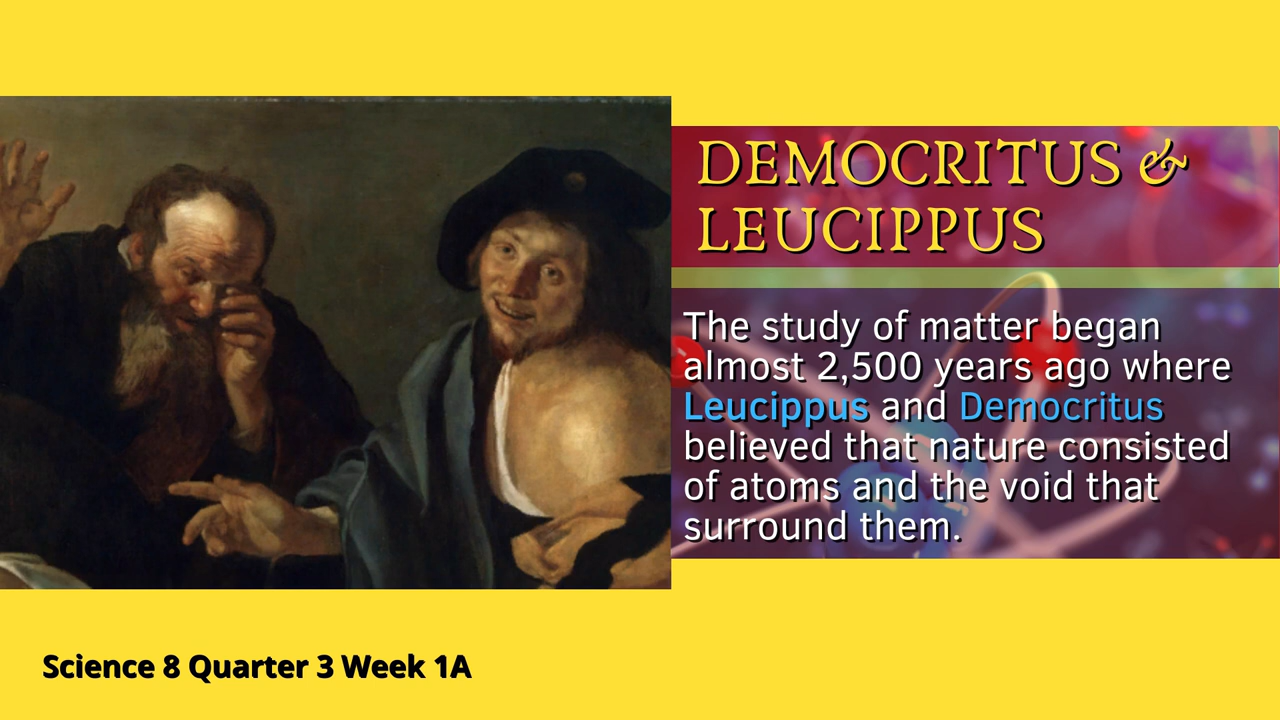 DEMOCRITUS &
LEUCIPPUS
The study of matter began
almost 2,500 years ago where
Leucippus and Democritus
believed that nature consisted
of atoms and the void that
surround them.
Science 8 Quarter 3 Week 1A